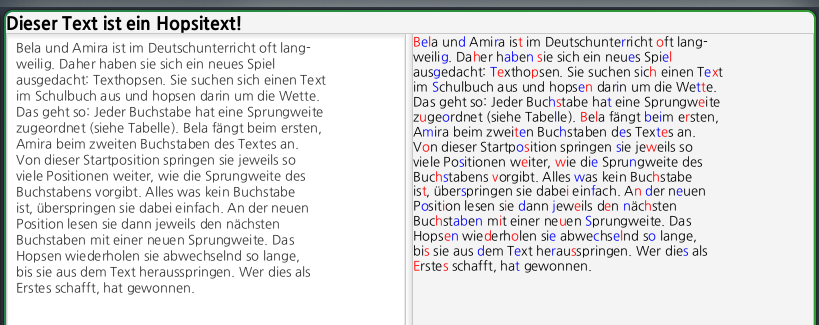 Dieser Text ist ein Hopsitext!
Bela und Amira ist im Deutschunterricht oft lang-
weilig. Daher haben sie sich ein neues Spiel
ausgedacht: Texthopsen. Sie suchen sich einen Text
im Schulbuch aus und hopsen darin um die Wette.
Das geht so: Jeder Buchstabe hat eine Sprungweite
zugeordnet (siehe Tabelle). Bela fängt beim ersten,
Amira beim zweiten Buchstaben des Textes an.
Von dieser Startposition springen sie jeweils so
viele Positionen weiter, wie die Sprungweite des
Buchstabens vorgibt. Alles was kein Buchstabe
ist, überspringen sie dabei einfach. An der neuen
Position lesen sie dann jeweils den nächsten
Buchstaben mit einer neuen Sprungweite. Das
Hopsen wiederholen sie abwechselnd so lange,
bis sie aus dem Text herausspringen. Wer dies als
Erstes schafft, hat gewonnen.
Bela und Amira ist im Deutschunterricht oft lang-
weilig. Daher haben sie sich ein neues Spiel
ausgedacht: Texthopsen. Sie suchen sich einen Text
im Schulbuch aus und hopsen darin um die Wette.
Das geht so: Jeder Buchstabe hat eine Sprungweite
zugeordnet (siehe Tabelle). Bela fängt beim ersten,
Amira beim zweiten Buchstaben des Textes an.
Von dieser Startposition springen sie jeweils so
viele Positionen weiter, wie die Sprungweite des
Buchstabens vorgibt. Alles was kein Buchstabe
ist, überspringen sie dabei einfach. An der neuen
Position lesen sie dann jeweils den nächsten
Buchstaben mit einer neuen Sprungweite. Das
Hopsen wiederholen sie abwechselnd so lange,
bis sie aus dem Text herausspringen. Wer dies als
Erstes schafft, hat gewonnen.